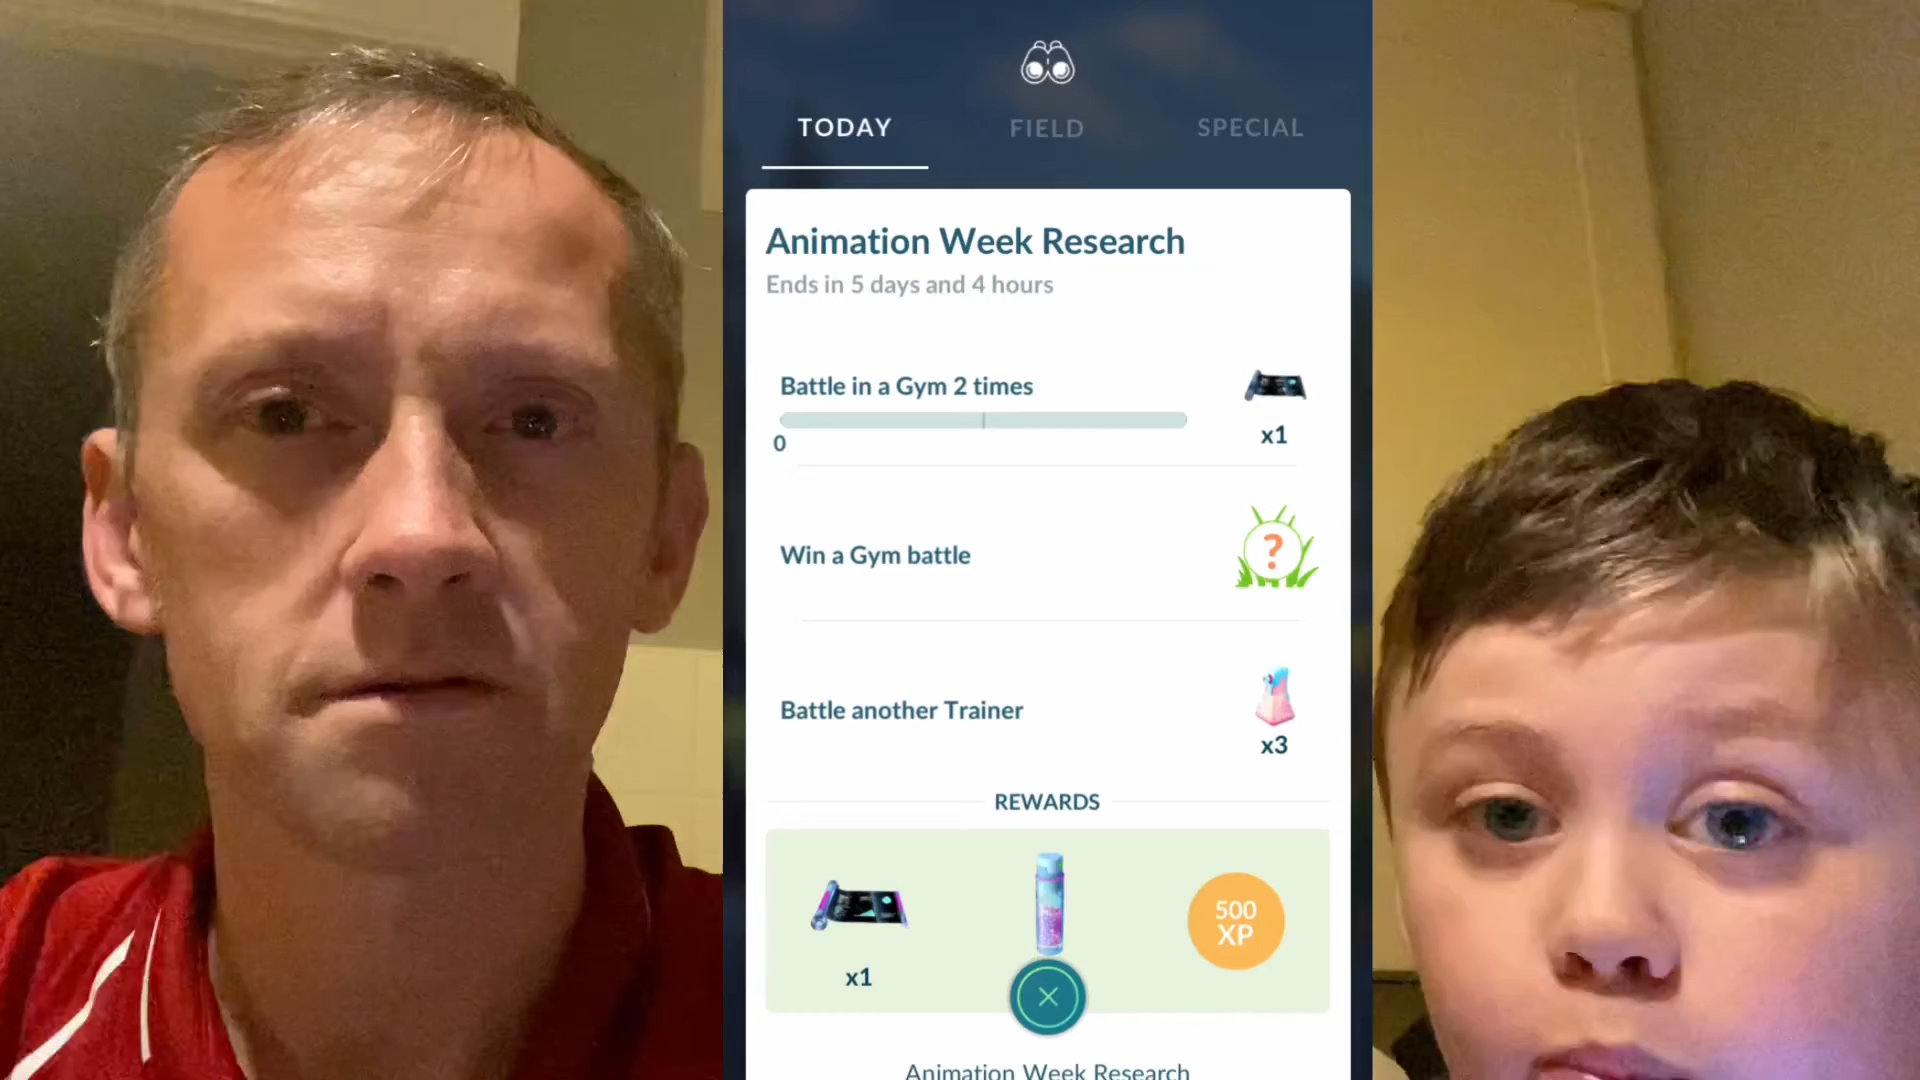 TODAY
FIELD
SPECIAL
Animation Week Research
Ends in 5 days and 4 hours
Battle in a Gym 2 times
0
x1
Win a Gym battle
?
Battle another Trainer
x3
REWARDS
500
XP
x1
Animation Week Research